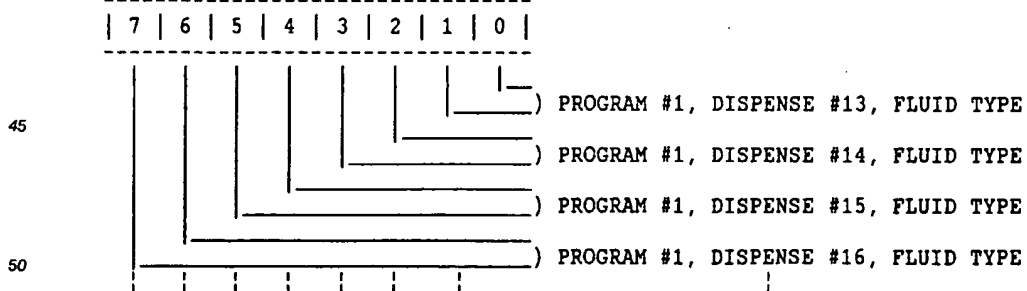 | 7 | 6 | 5 | 4 | 3 | 2 | 1 | 0 |
) PROGRAM #1, DISPENSE #13, FLUID TYPE
45
) PROGRAM #1, DISPENSE #14, FLUID TYPE
) PROGRAM #1, DISPENSE #15, FLUID TYPE
) PROGRAM #1, DISPENSE #16, FLUID TYPE
50